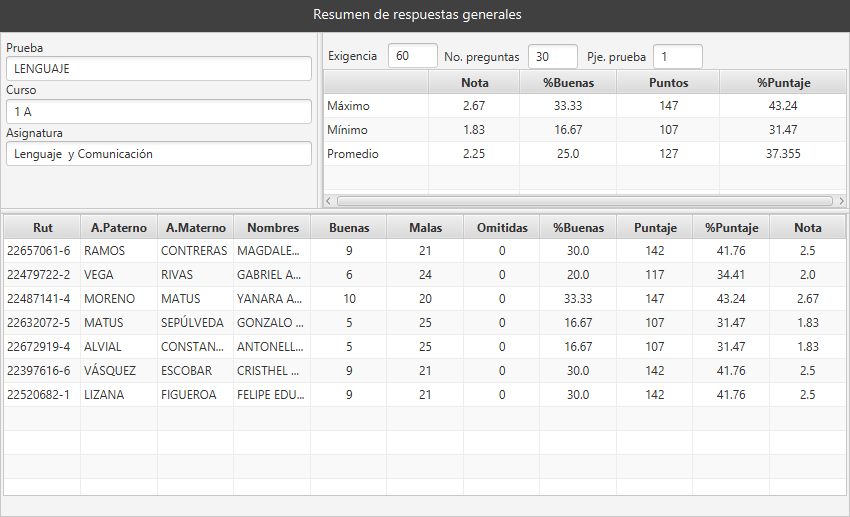 Resumen de respuestas generales
Prueba
LENGUAJE
Curso
1 A
Asignatura
Lenguaje y Comunicación
Exigencia 60 No. preguntas 30 Pje. prueba 1
Nota %Buenas Puntos %Puntaje
Máximo 2.67 33.33 147 43.24
Mínimo 1.83 16.67 107 31.47
Promedio 2.25 25.0 127 37.355
Rut A.Paterno A.Materno Nombres Buenas Malas Omitidas %Buenas Puntaje %Puntaje Nota
22657061-6 RAMOS CONTRERAS MAGDALE... 9 21 0 30.0 142 41.76 2.5
22479722-2 VEGA RIVAS GABRIEL A... 6 24 0 20.0 117 34.41 2.0
22487141-4 MORENO MATUS YANARA A... 10 20 0 33.33 147 43.24 2.67
22632072-5 MATUS SEPÚLVEDA GONZALO ... 5 25 0 16.67 107 31.47 1.83
22672919-4 ALVIAL CONSTAN... ANTONELL... 5 25 0 16.67 107 31.47 1.83
22397616-6 VÁSQUEZ ESCOBAR CRISTHEL ... 9 21 0 30.0 142 41.76 2.5
22520682-1 LIZANA FIGUEROA FELIPE EDU... 9 21 0 30.0 142 41.76 2.5